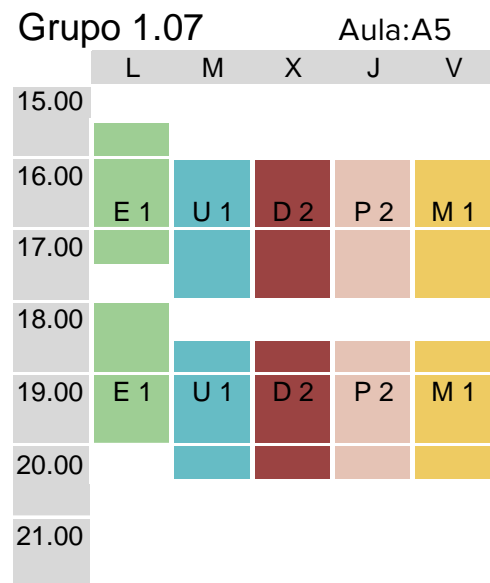 Grupo 1.07 Aula:A5
L M X J V
15.00
16.00
E 1 U 1 D 2 P 2 M 1
17.00
18.00
19.00 E 1 U 1 D 2 P 2 M 1
20.00
21.00